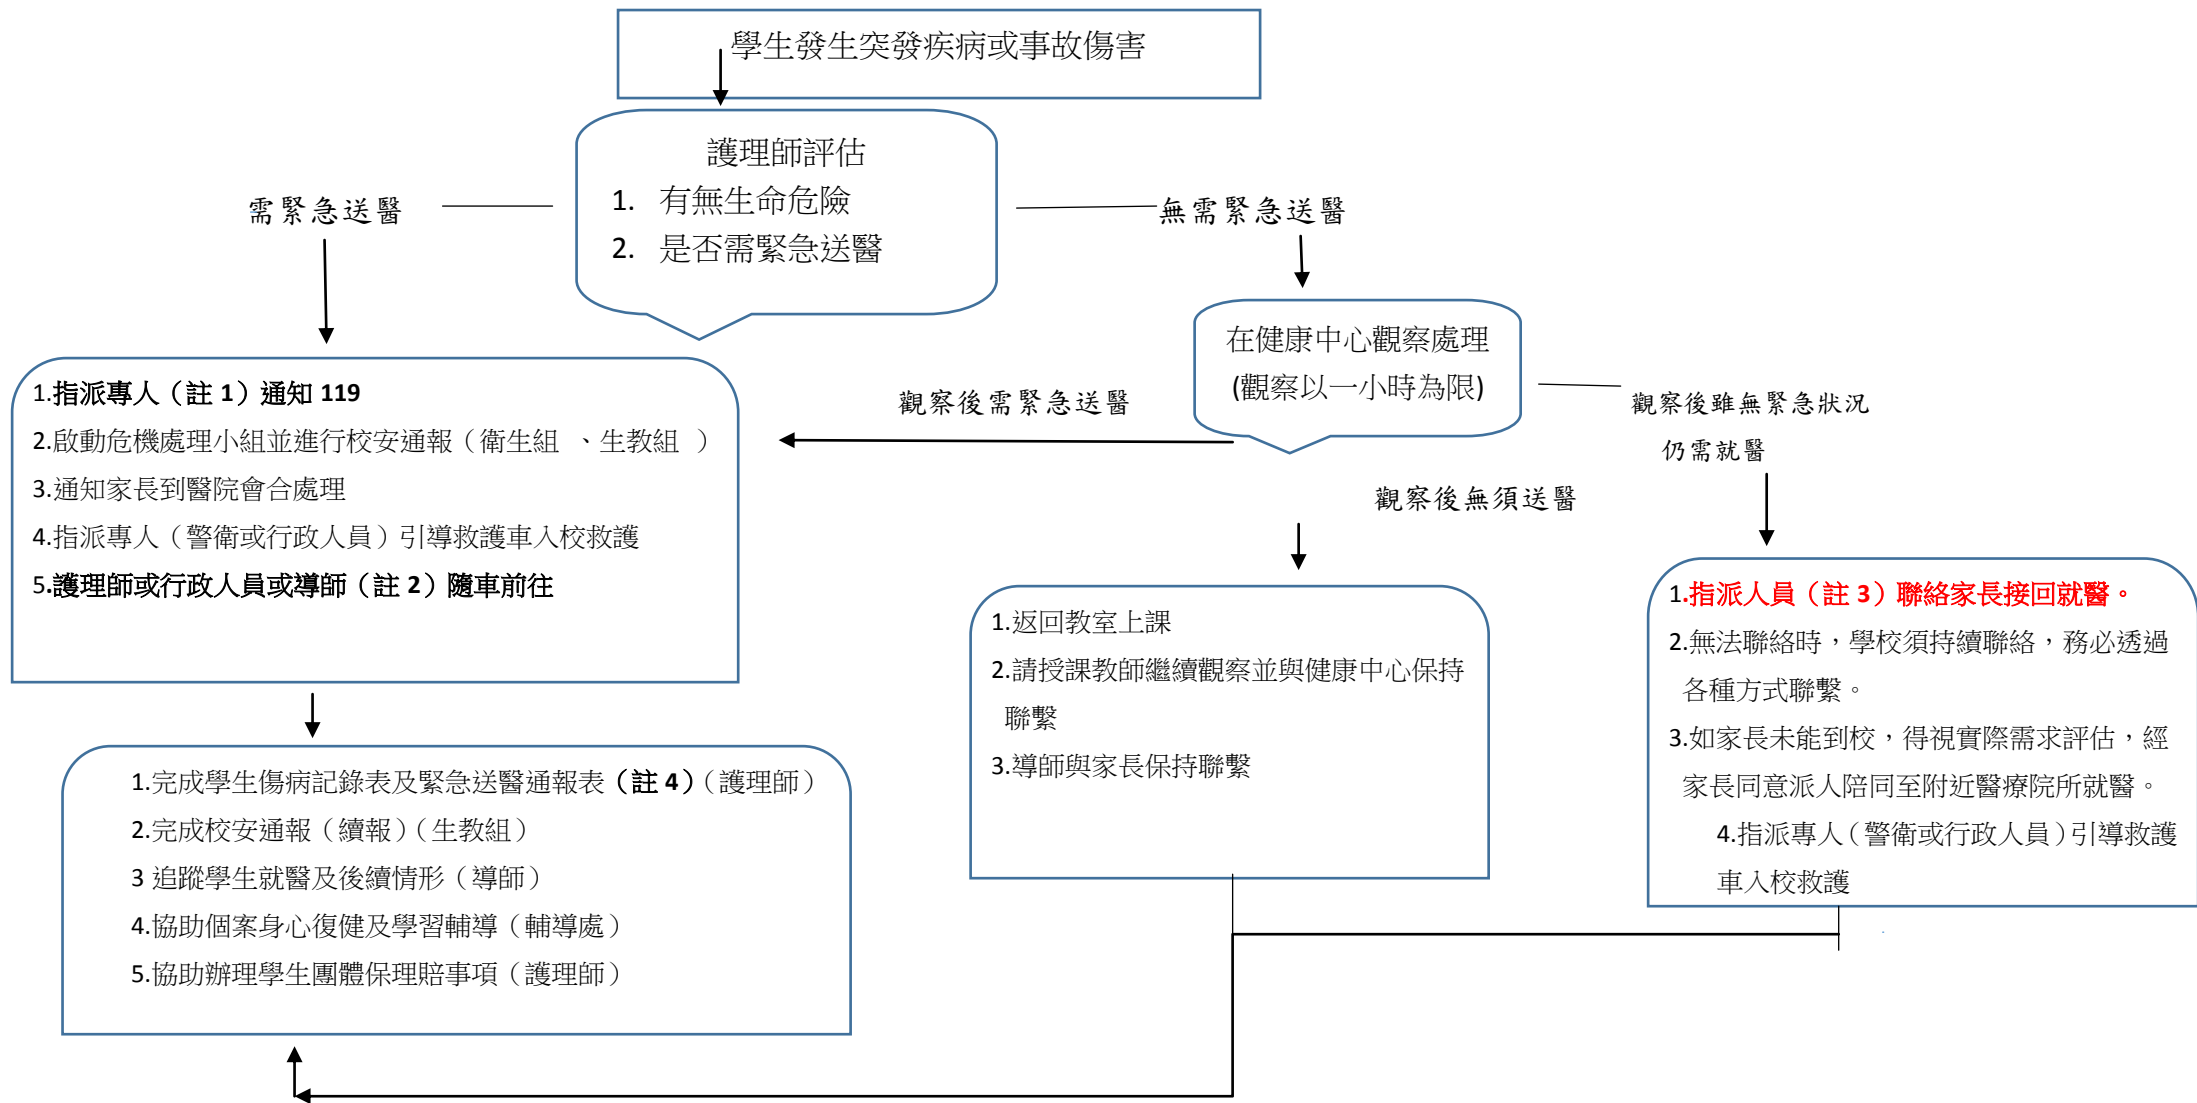 學生發生突發疾病或事故傷害
護理師評估
1. 有無生命危險
2. 是否需緊急送醫
需緊急送醫
無需緊急送醫
在健康中心觀察處理
(觀察以一小時為限)
觀察後需緊急送醫
觀察後雖無緊急狀況
仍需就醫
觀察後無須送醫
1.指派專人（註 1）通知 119
2.啟動危機處理小組並進行校安通報（衛生組 、生教組 ）
3.通知家長到醫院會合處理
4.指派專人（警衛或行政人員）引導救護車入校救護
5.護理師或行政人員或導師（註 2）隨車前往
1.返回教室上課
2.請授課教師繼續觀察並與健康中心保持
聯繫
3.導師與家長保持聯繫
1.指派人員（註 3）聯絡家長接回就醫。
2.無法聯絡時，學校須持續聯絡，務必透過
各種方式聯繫。
3.如家長未能到校，得視實際需求評估，經
家長同意派人陪同至附近醫療院所就醫。
4.指派專人（警衛或行政人員）引導救護
車入校救護
1.完成學生傷病記錄表及緊急送醫通報表（註 4）（護理師）
2.完成校安通報（續報）（生教組）
3 追蹤學生就醫及後續情形（導師）
4.協助個案身心復健及學習輔導（輔導處）
5.協助辦理學生團體保理賠事項（護理師）